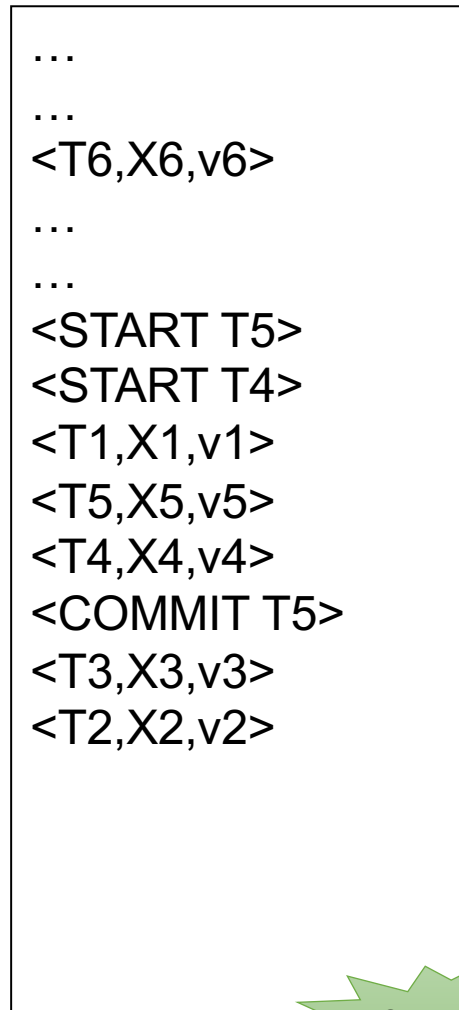 …
…
<T6,X6,v6>
…
…
<START T5>
<START T4>
<T1,X1,v1>
<T5,X5,v5>
<T4,X4,v4>
<COMMIT T5>
<T3,X3,v3>
<T2,X2,v2>